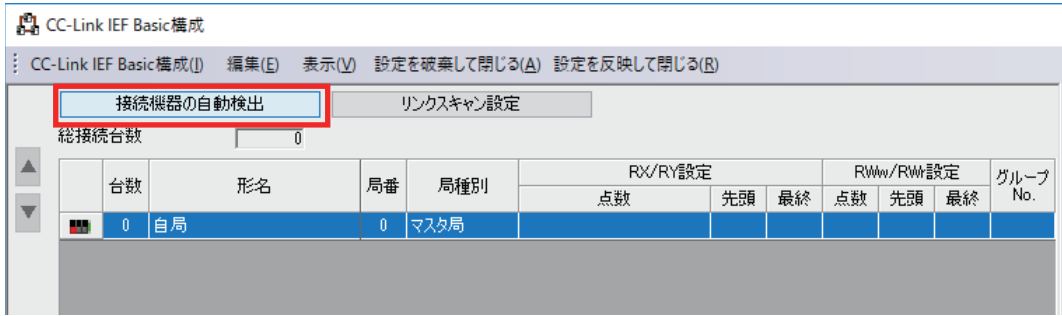 CC-Link IEF Basic構成
CC-Link IEF Basic構成(I) 編集(E) 表示(V) 設定を破棄して閉じる(A) 設定を反映して閉じる(R)
接続機器の自動検出 リンクスキャン設定
総接続台数 0
台数 形名 局番 局種別 RX/RY設定 RWw/RWr設定 グループ No.
点数 先頭 最終 点数 先頭 最終
0 自局 0 マスタ局